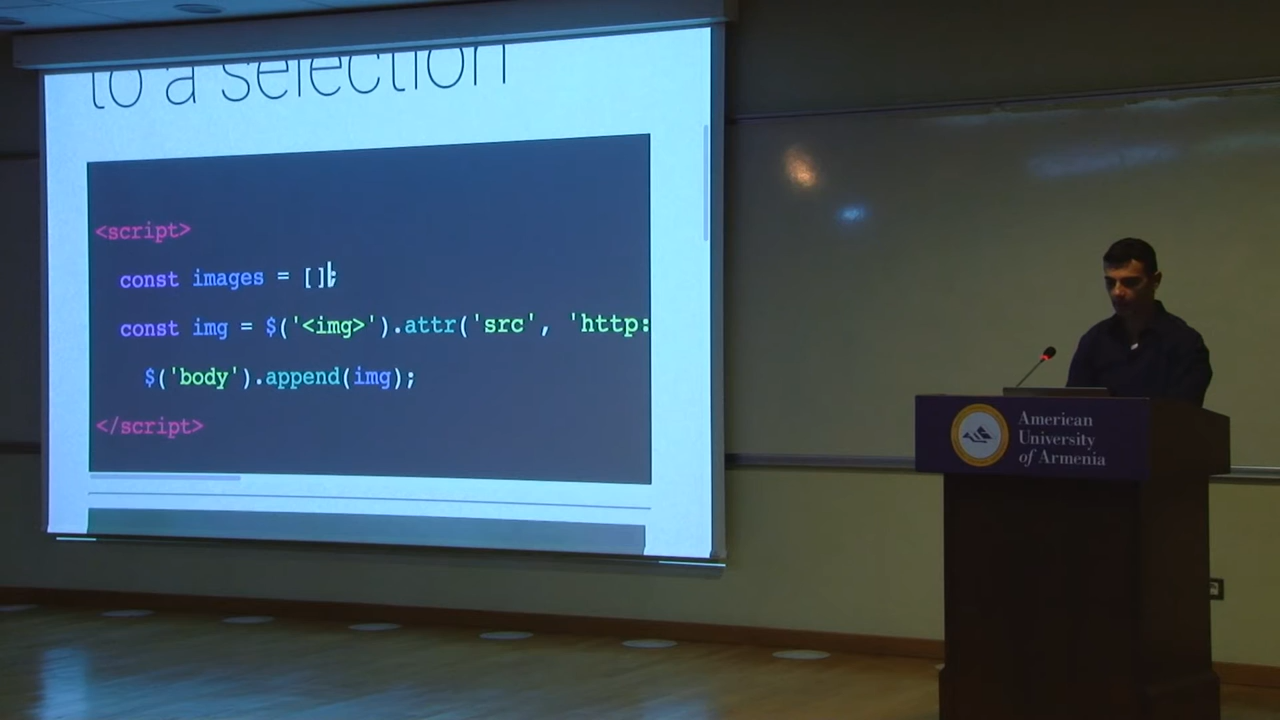 to a selection
<script>
const images = [];
const img = $('<img>').attr('src', 'http:
$('body').append(img);
</script>
American
University
of Armenia